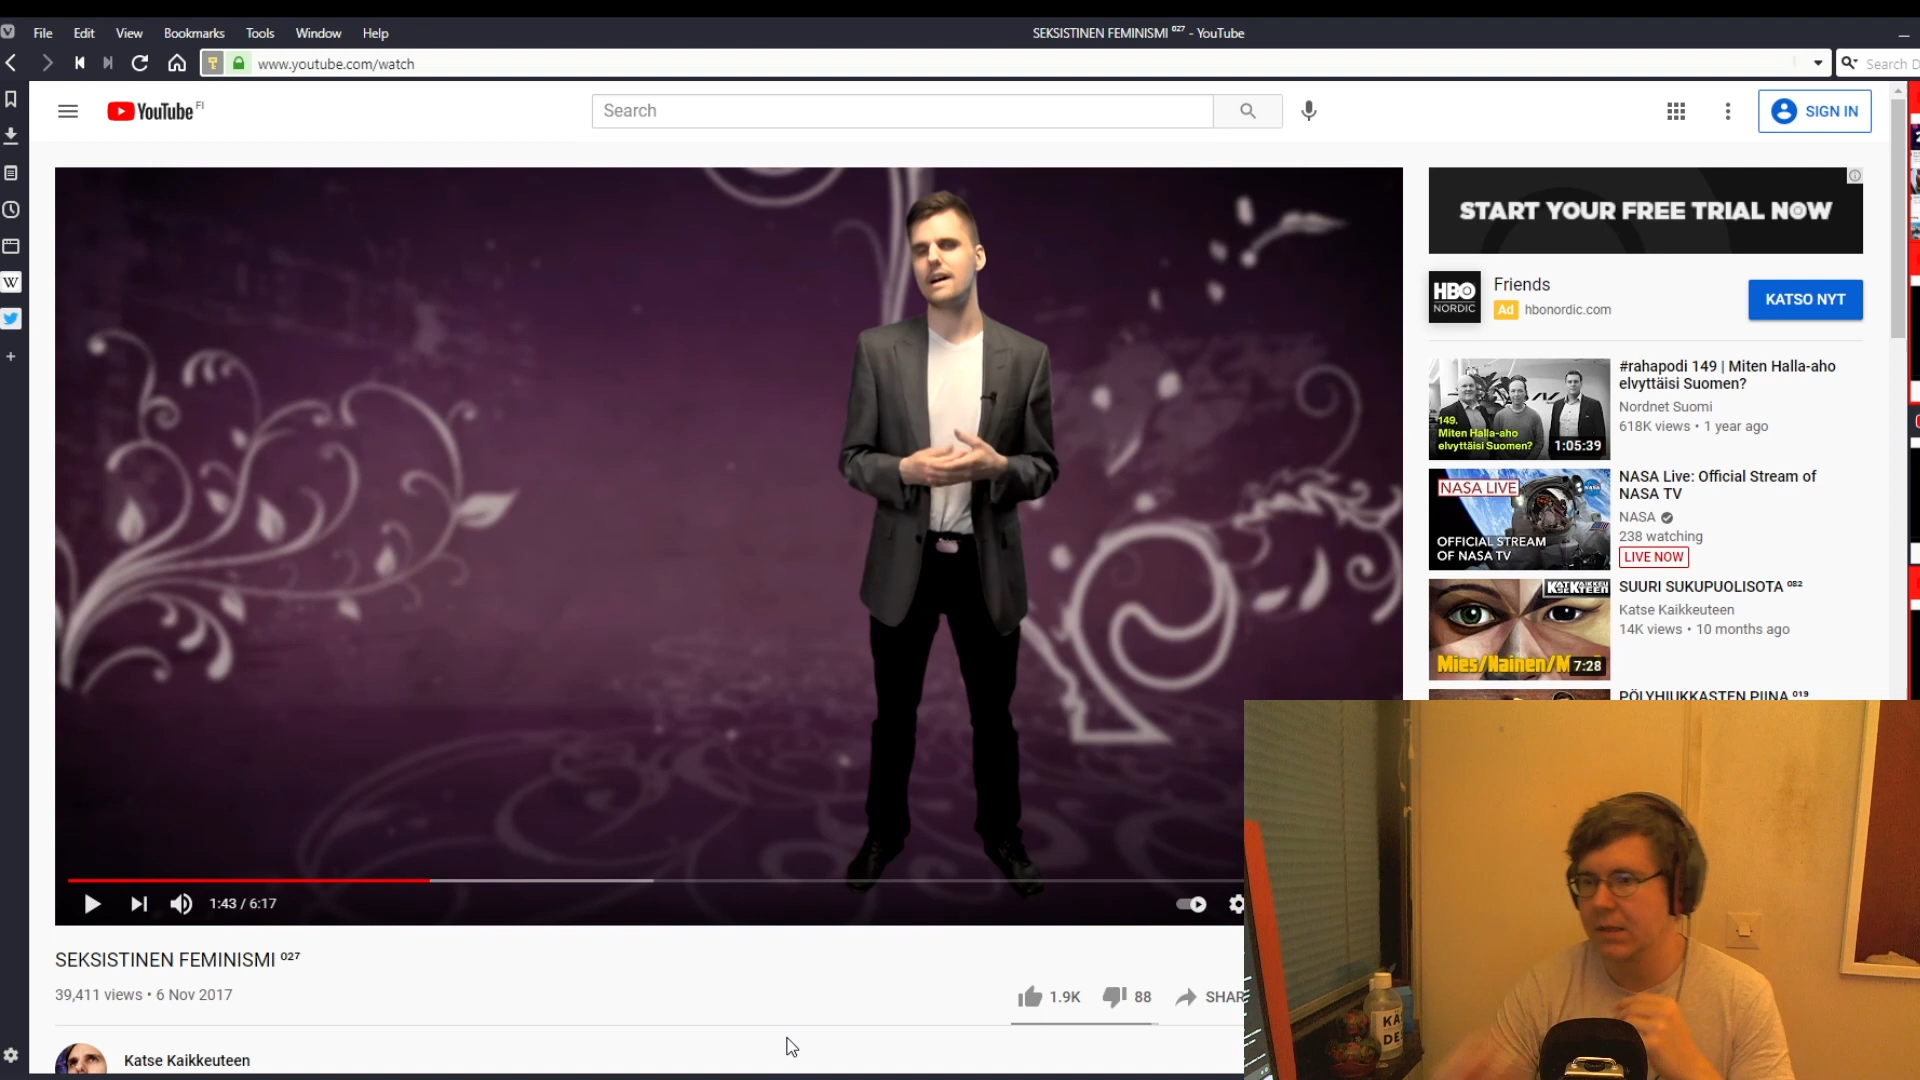 File Edit View Bookmarks Tools Window Help
SEKSISTINEN FEMINISMI ⁰²⁷ - YouTube
www.youtube.com/watch
Search D
YouTube FI
Search
SIGN IN
START YOUR FREE TRIAL NOW
HBO NORDIC
Friends
Ad hbonordic.com
KATSO NYT
149.
Miten Halla-aho
elvyttäisi Suomen?
1:05:39
#rahapodi 149 | Miten Halla-aho
elvyttäisi Suomen?
Nordnet Suomi
618K views • 1 year ago
NASA LIVE
OFFICIAL STREAM
OF NASA TV
NASA Live: Official Stream of
NASA TV
NASA
238 watching
LIVE NOW
Mies/Nainen/M
7:28
SUURI SUKUPUOLISOTA ⁰⁸²
Katse Kaikkeuteen
14K views • 10 months ago
PÖLYHIUKKASTEN PIINA ⁰¹⁹
1:43 / 6:17
SEKSISTINEN FEMINISMI ⁰²⁷
39,411 views • 6 Nov 2017
1.9K
88
SHAR
Katse Kaikkeuteen
KÄ
DE